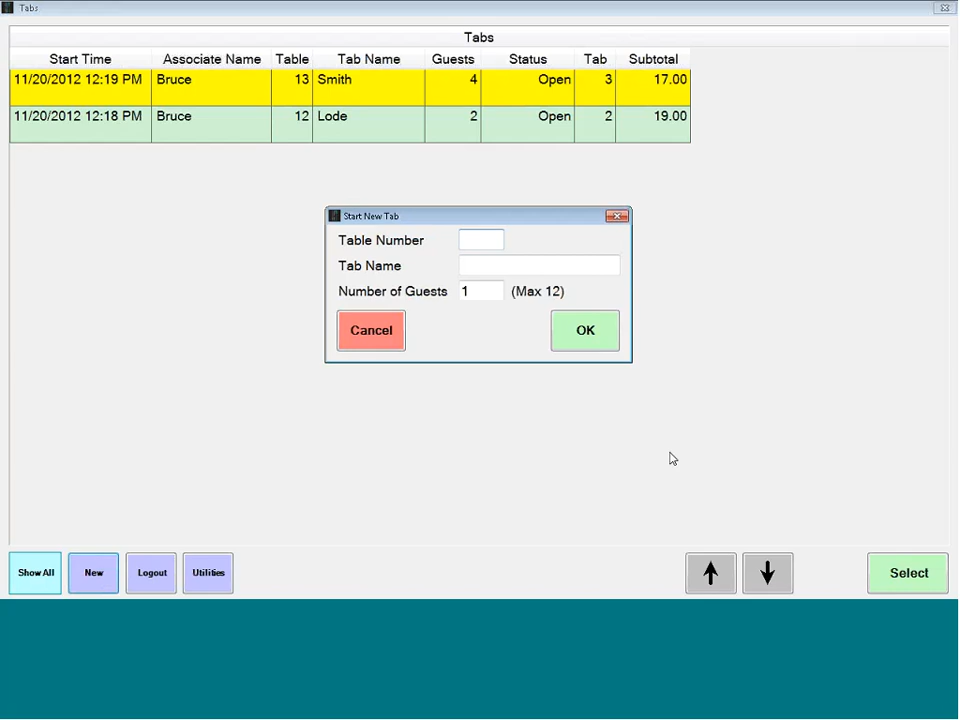 Tabs
Tabs
Start Time Associate Name Table Tab Name Guests Status Tab Subtotal
11/20/2012 12:19 PM Bruce 13 Smith 4 Open 3 17.00
11/20/2012 12:18 PM Bruce 12 Lode 2 Open 2 19.00
Start New Tab
Table Number
Tab Name
Number of Guests 1 (Max 12)
Cancel OK
Show All New Logout Utilities Select